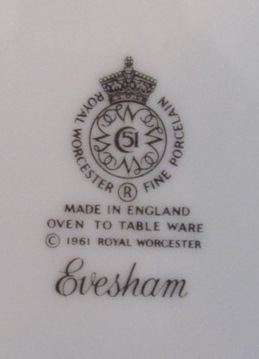 ROYAL WORCESTER ® FINE PORCELAIN
C 51
MADE IN ENGLAND
OVEN TO TABLE WARE
© 1961 ROYAL WORCESTER
Evesham